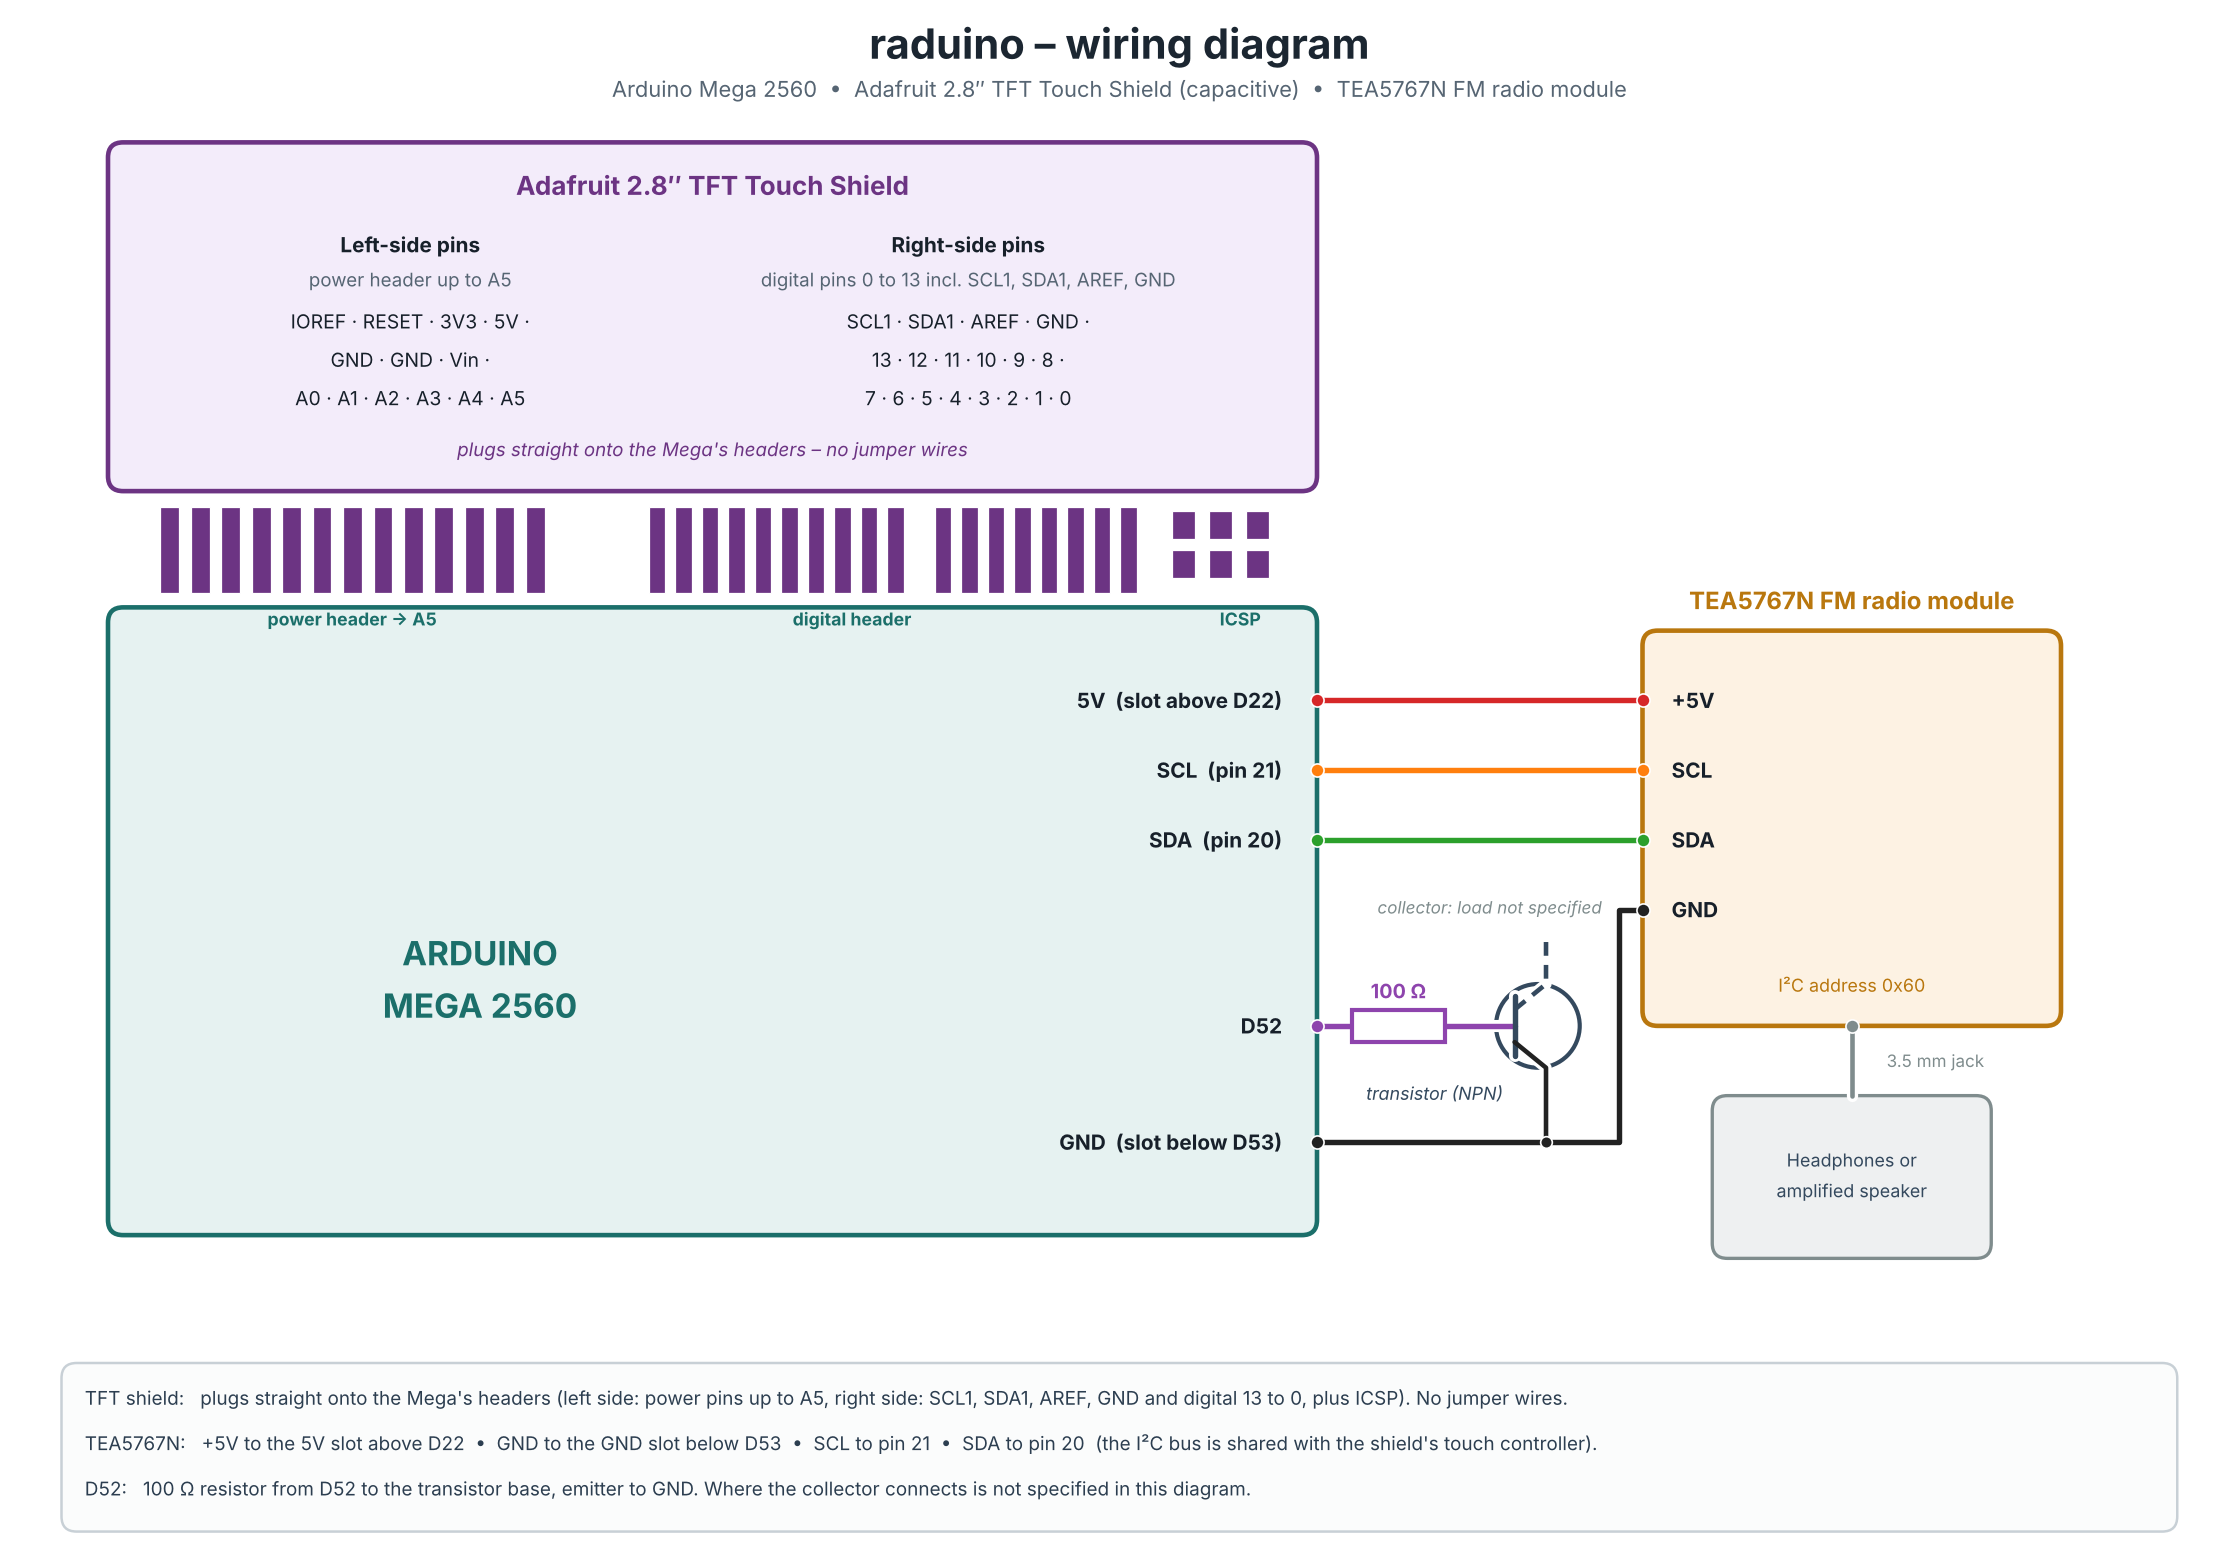 raduino – wiring diagram
Arduino Mega 2560 • Adafruit 2.8″ TFT Touch Shield (capacitive) • TEA5767N FM radio module
Adafruit 2.8″ TFT Touch Shield
Left-side pins
power header up to A5
IOREF · RESET · 3V3 · 5V ·
GND · GND · Vin ·
A0 · A1 · A2 · A3 · A4 · A5
Right-side pins
digital pins 0 to 13 incl. SCL1, SDA1, AREF, GND
SCL1 · SDA1 · AREF · GND ·
13 · 12 · 11 · 10 · 9 · 8 ·
7 · 6 · 5 · 4 · 3 · 2 · 1 · 0
plugs straight onto the Mega's headers – no jumper wires
power header → A5
digital header
ICSP
ARDUINO
MEGA 2560
5V (slot above D22)
SCL (pin 21)
SDA (pin 20)
D52
GND (slot below D53)
collector: load not specified
100 Ω
transistor (NPN)
TEA5767N FM radio module
+5V
SCL
SDA
GND
I²C address 0x60
3.5 mm jack
Headphones or
amplified speaker
TFT shield: plugs straight onto the Mega's headers (left side: power pins up to A5, right side: SCL1, SDA1, AREF, GND and digital 13 to 0, plus ICSP). No jumper wires.
TEA5767N: +5V to the 5V slot above D22 • GND to the GND slot below D53 • SCL to pin 21 • SDA to pin 20 (the I²C bus is shared with the shield's touch controller).
D52: 100 Ω resistor from D52 to the transistor base, emitter to GND. Where the collector connects is not specified in this diagram.